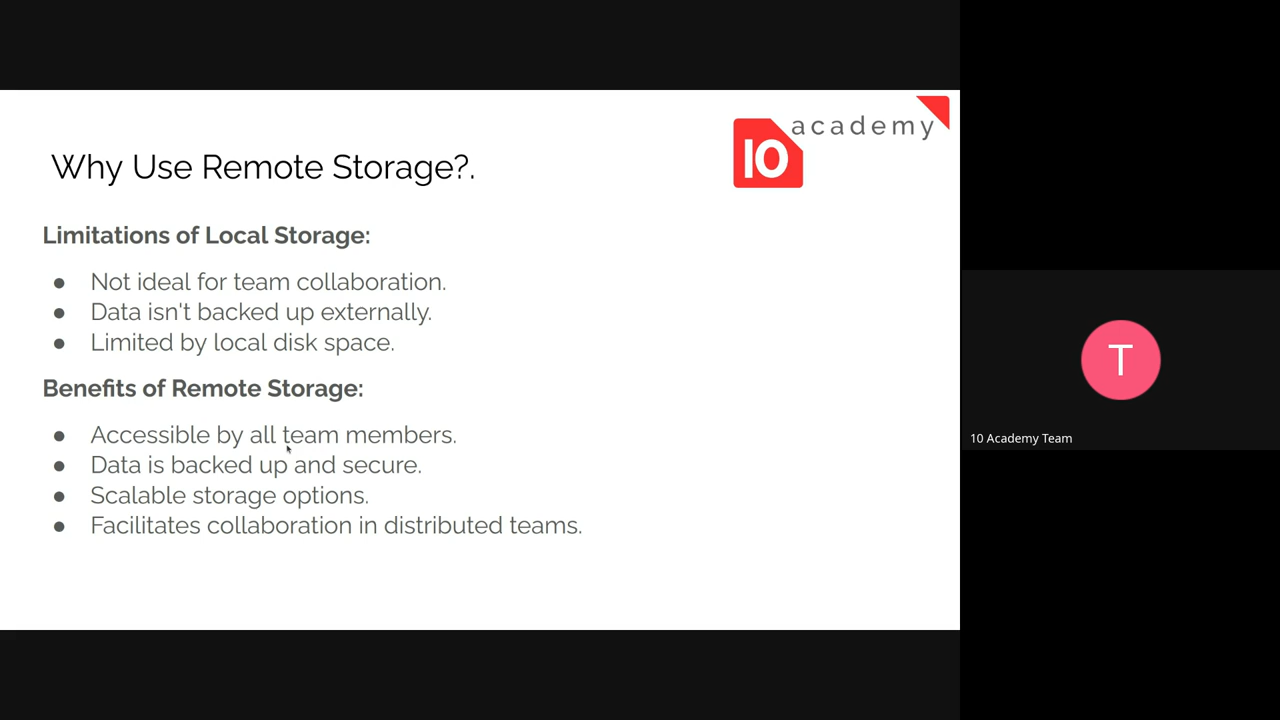 academy
10
Why Use Remote Storage?.
Limitations of Local Storage:
● Not ideal for team collaboration.
● Data isn't backed up externally.
● Limited by local disk space.
Benefits of Remote Storage:
● Accessible by all team members.
● Data is backed up and secure.
● Scalable storage options.
● Facilitates collaboration in distributed teams.
T
10 Academy Team